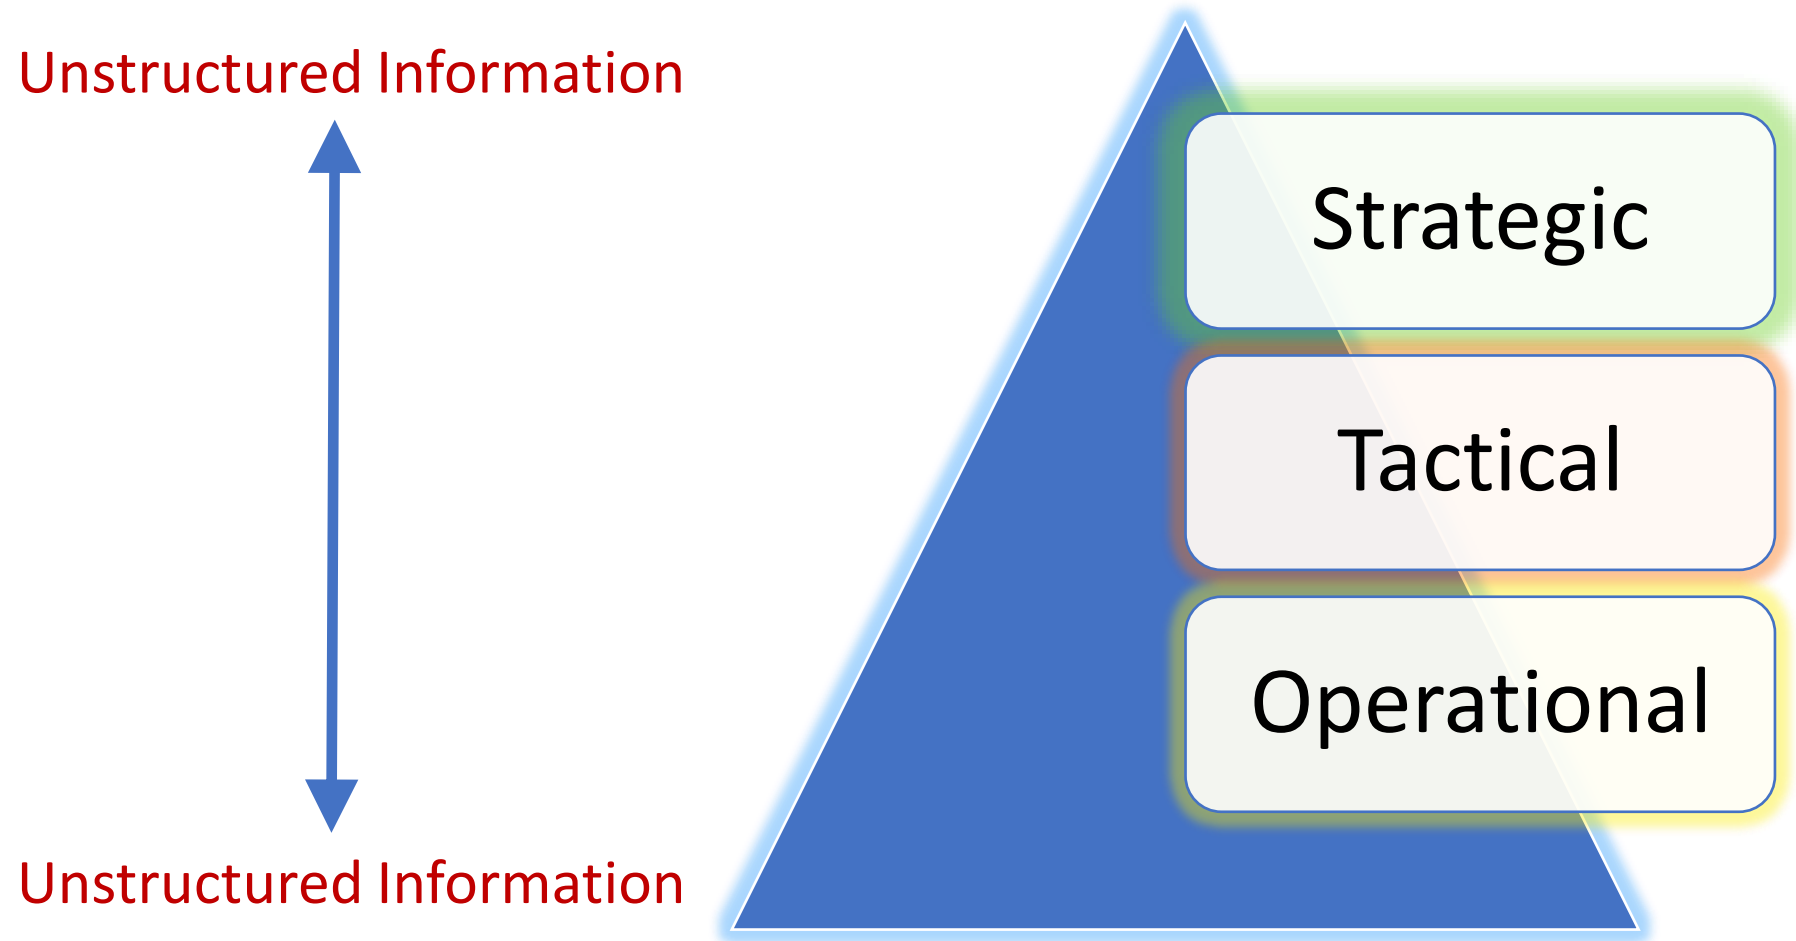 Unstructured Information
Strategic
Tactical
Operational
Unstructured Information